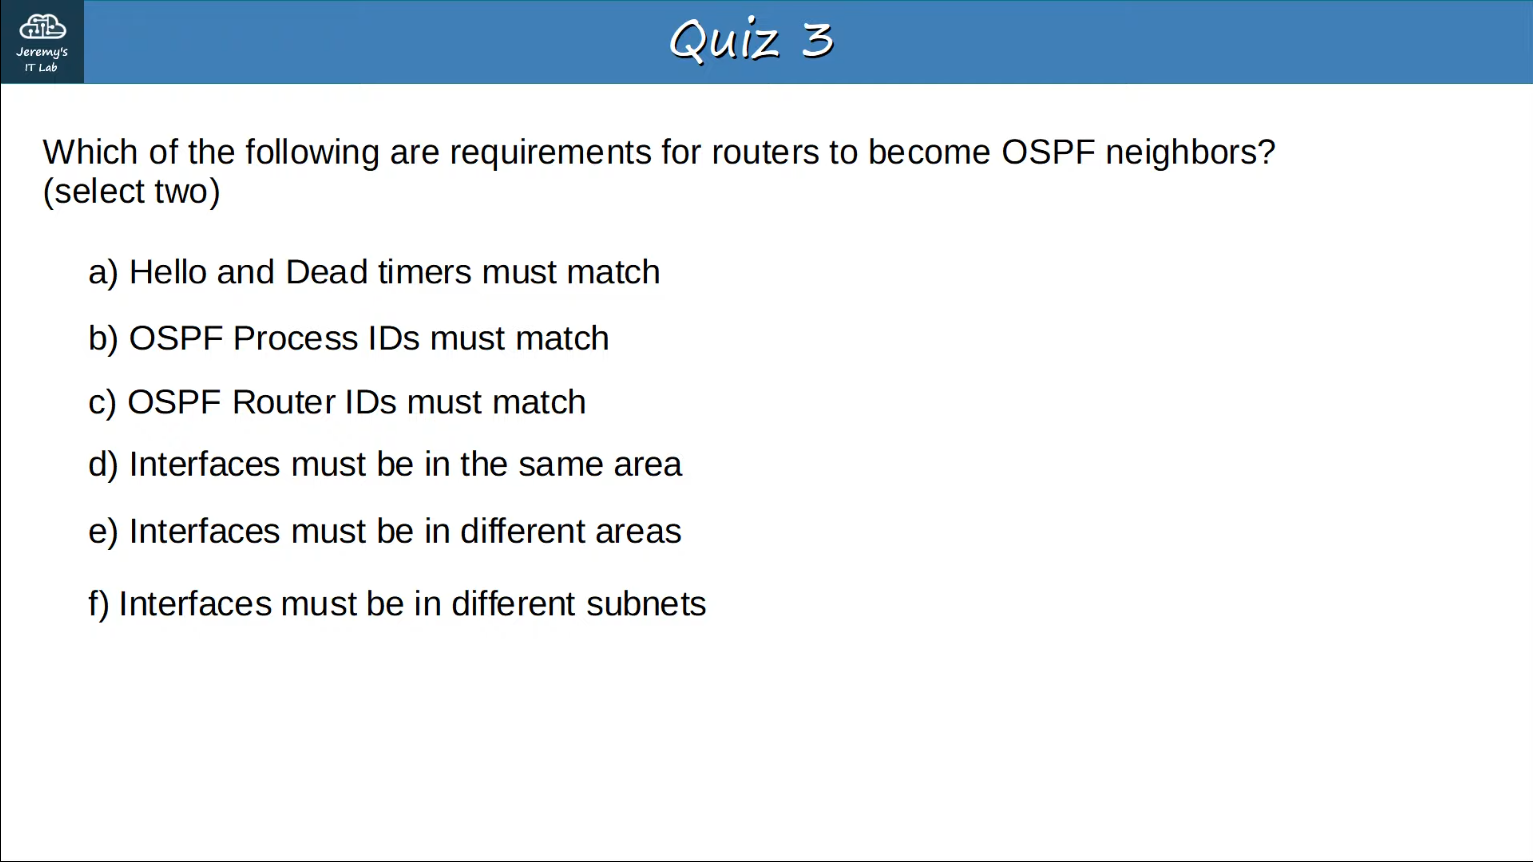 Jeremy's
IT Lab
Quiz 3
Which of the following are requirements for routers to become OSPF neighbors?
(select two)
a) Hello and Dead timers must match
b) OSPF Process IDs must match
c) OSPF Router IDs must match
d) Interfaces must be in the same area
e) Interfaces must be in different areas
f) Interfaces must be in different subnets